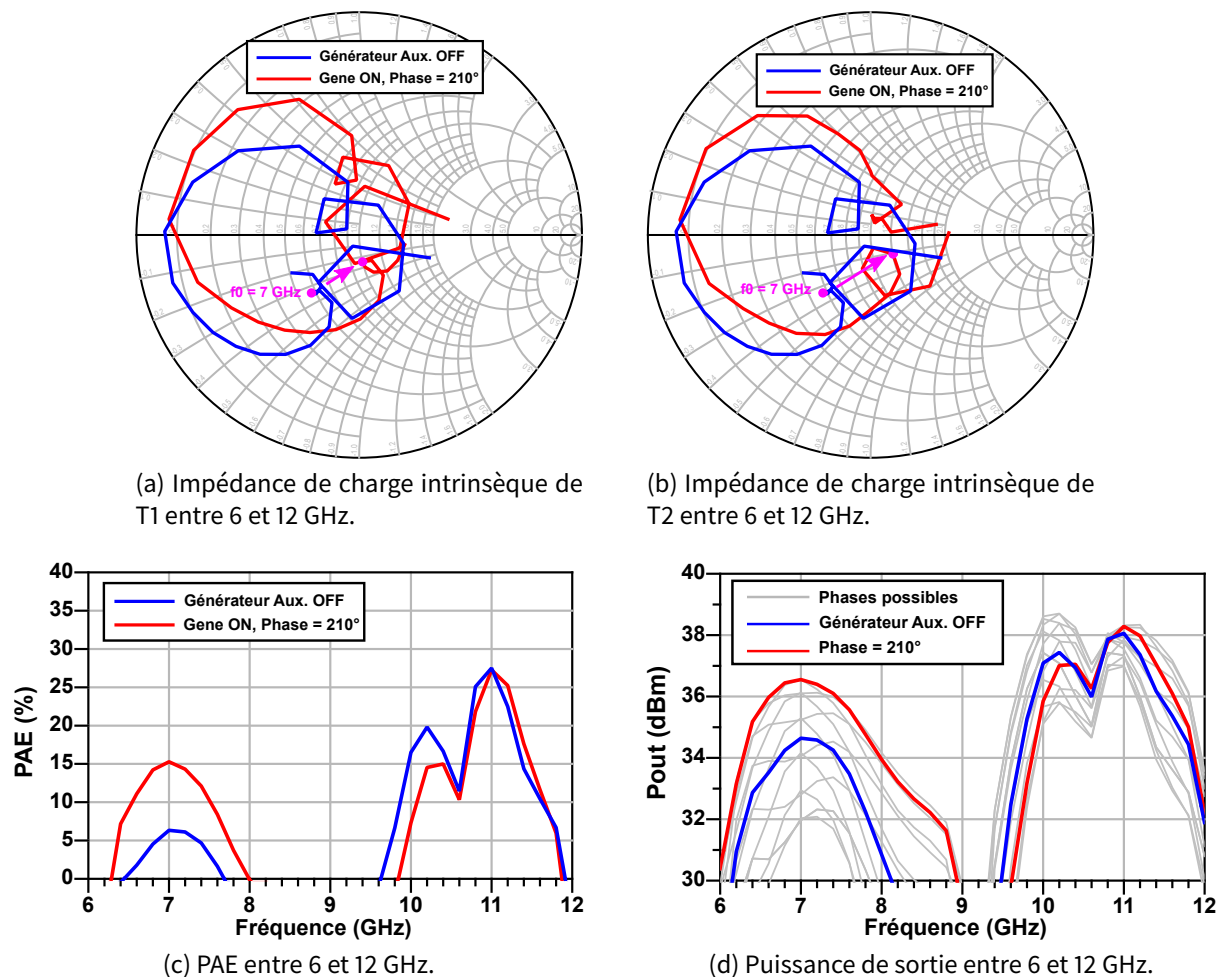 Générateur Aux. OFF
Gene ON, Phase = 210°
f0 = 7 GHz
(a) Impédance de charge intrinsèque de
T1 entre 6 et 12 GHz.
Générateur Aux. OFF
Gene ON, Phase = 210°
f0 = 7 GHz
(b) Impédance de charge intrinsèque de
T2 entre 6 et 12 GHz.
PAE (%)
40
35
30
25
20
15
10
5
0
Générateur Aux. OFF
Gene ON, Phase = 210°
6 7 8 9 10 11 12
Fréquence (GHz)
(c) PAE entre 6 et 12 GHz.
Pout (dBm)
40
38
36
34
32
30
Phases possibles
Générateur Aux. OFF
Phase = 210°
6 7 8 9 10 11 12
Fréquence (GHz)
(d) Puissance de sortie entre 6 et 12 GHz.